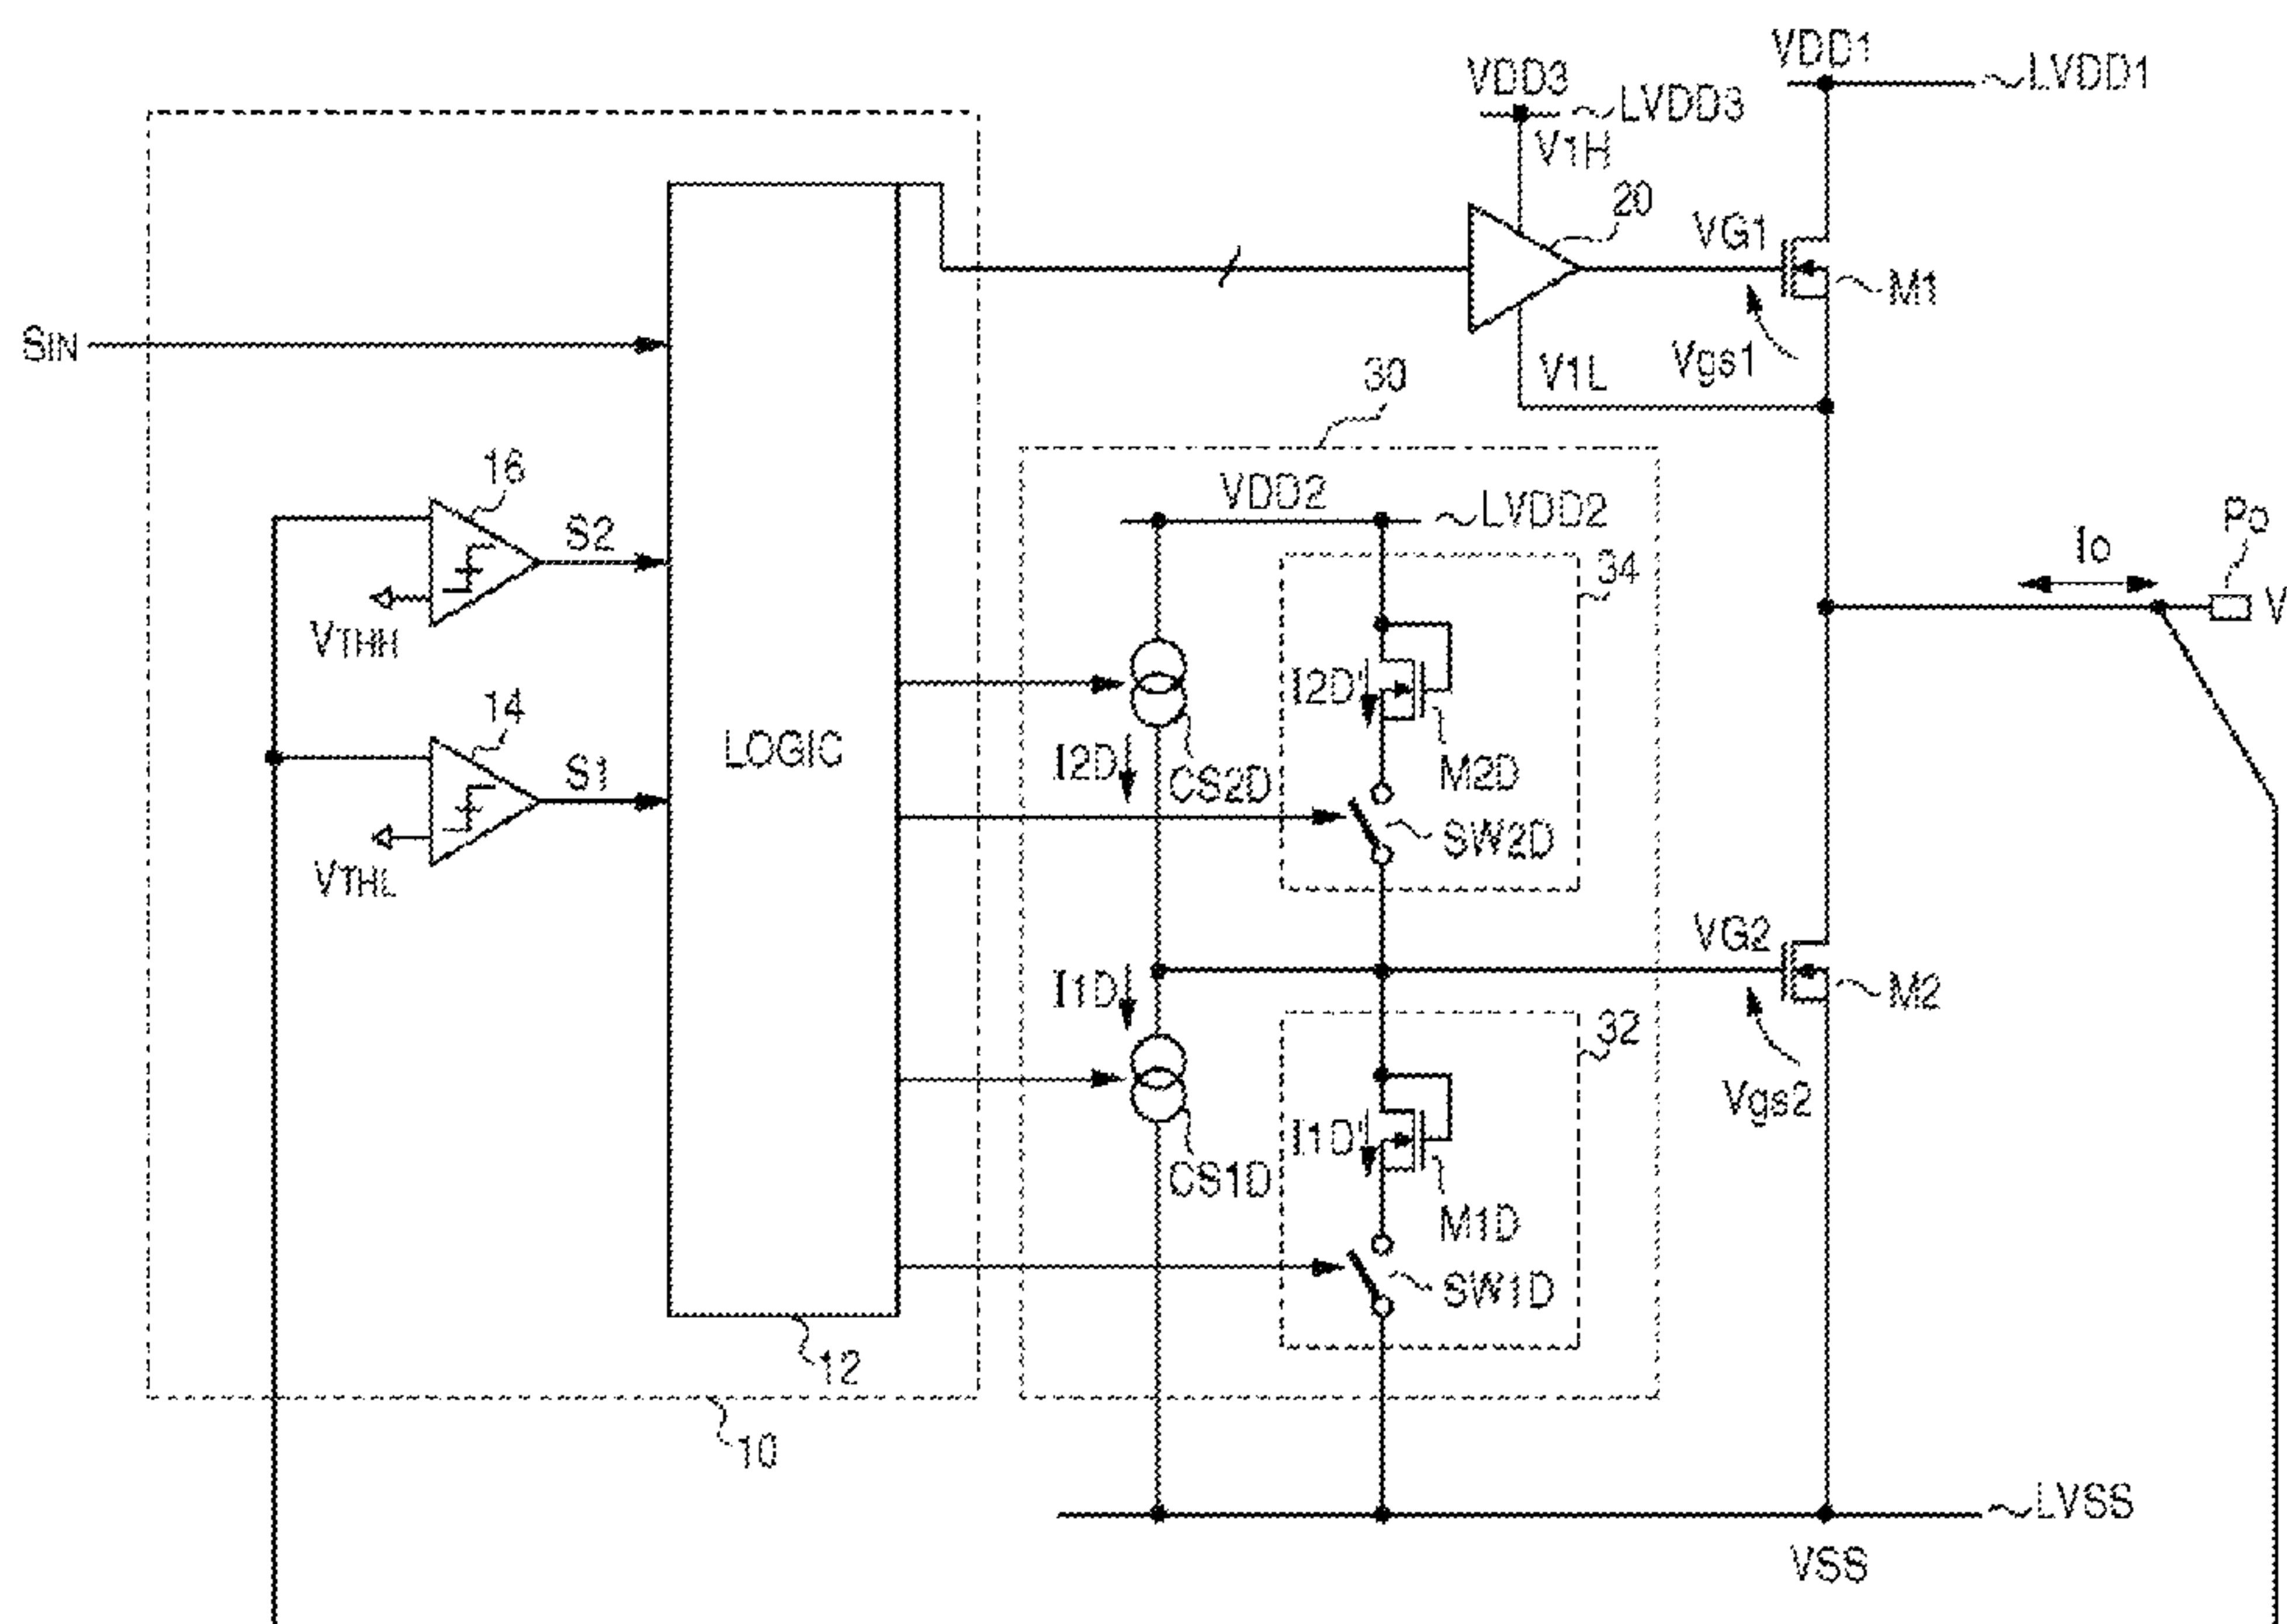 VDD1
LVDD1
VDD3
LVDD3
V1H
20
VG1
M1
SIN
V1L
Vgs1
30
16
S2
VDD2
LVDD2
Po
Io
34
V
VTHH
I2D'
14
S1
LOGIC
I2D
CS2D
M2D
SW2D
VTHL
VG2
I1D
M2
32
Vgs2
I1D'
CS1D
M1D
SW1D
12
10
LVSS
VSS